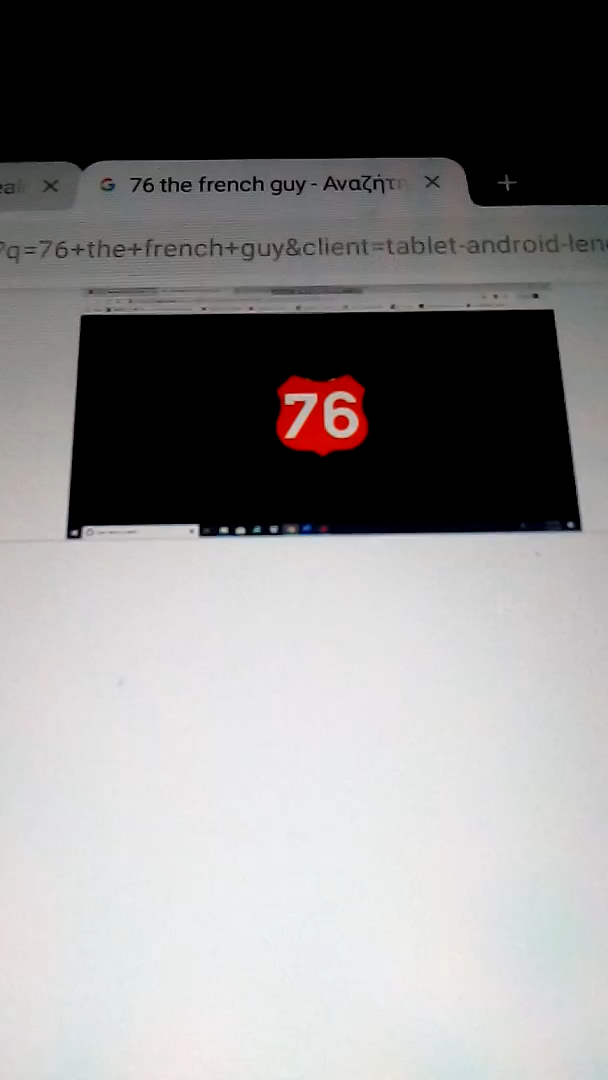 76 the french guy - Αναζήτ
?q=76+the+french+guy&client=tablet-android-len
76